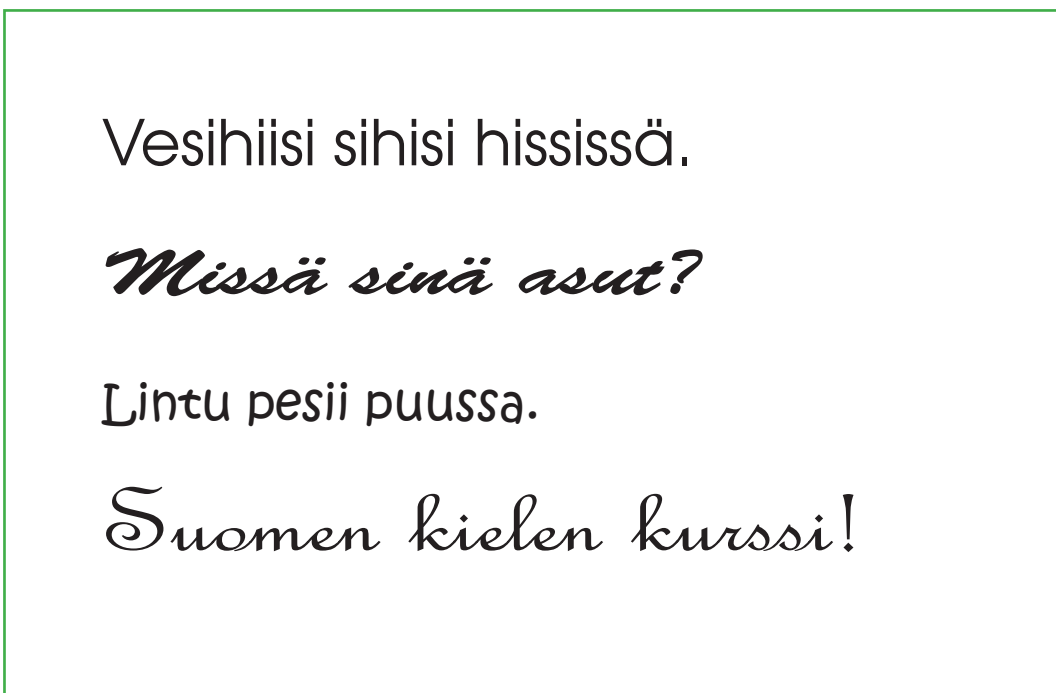 Vesihiisi sihisi hississä.
Missä sinä asut?
Lintu pesii puussa.
Suomen kielen kurssi!